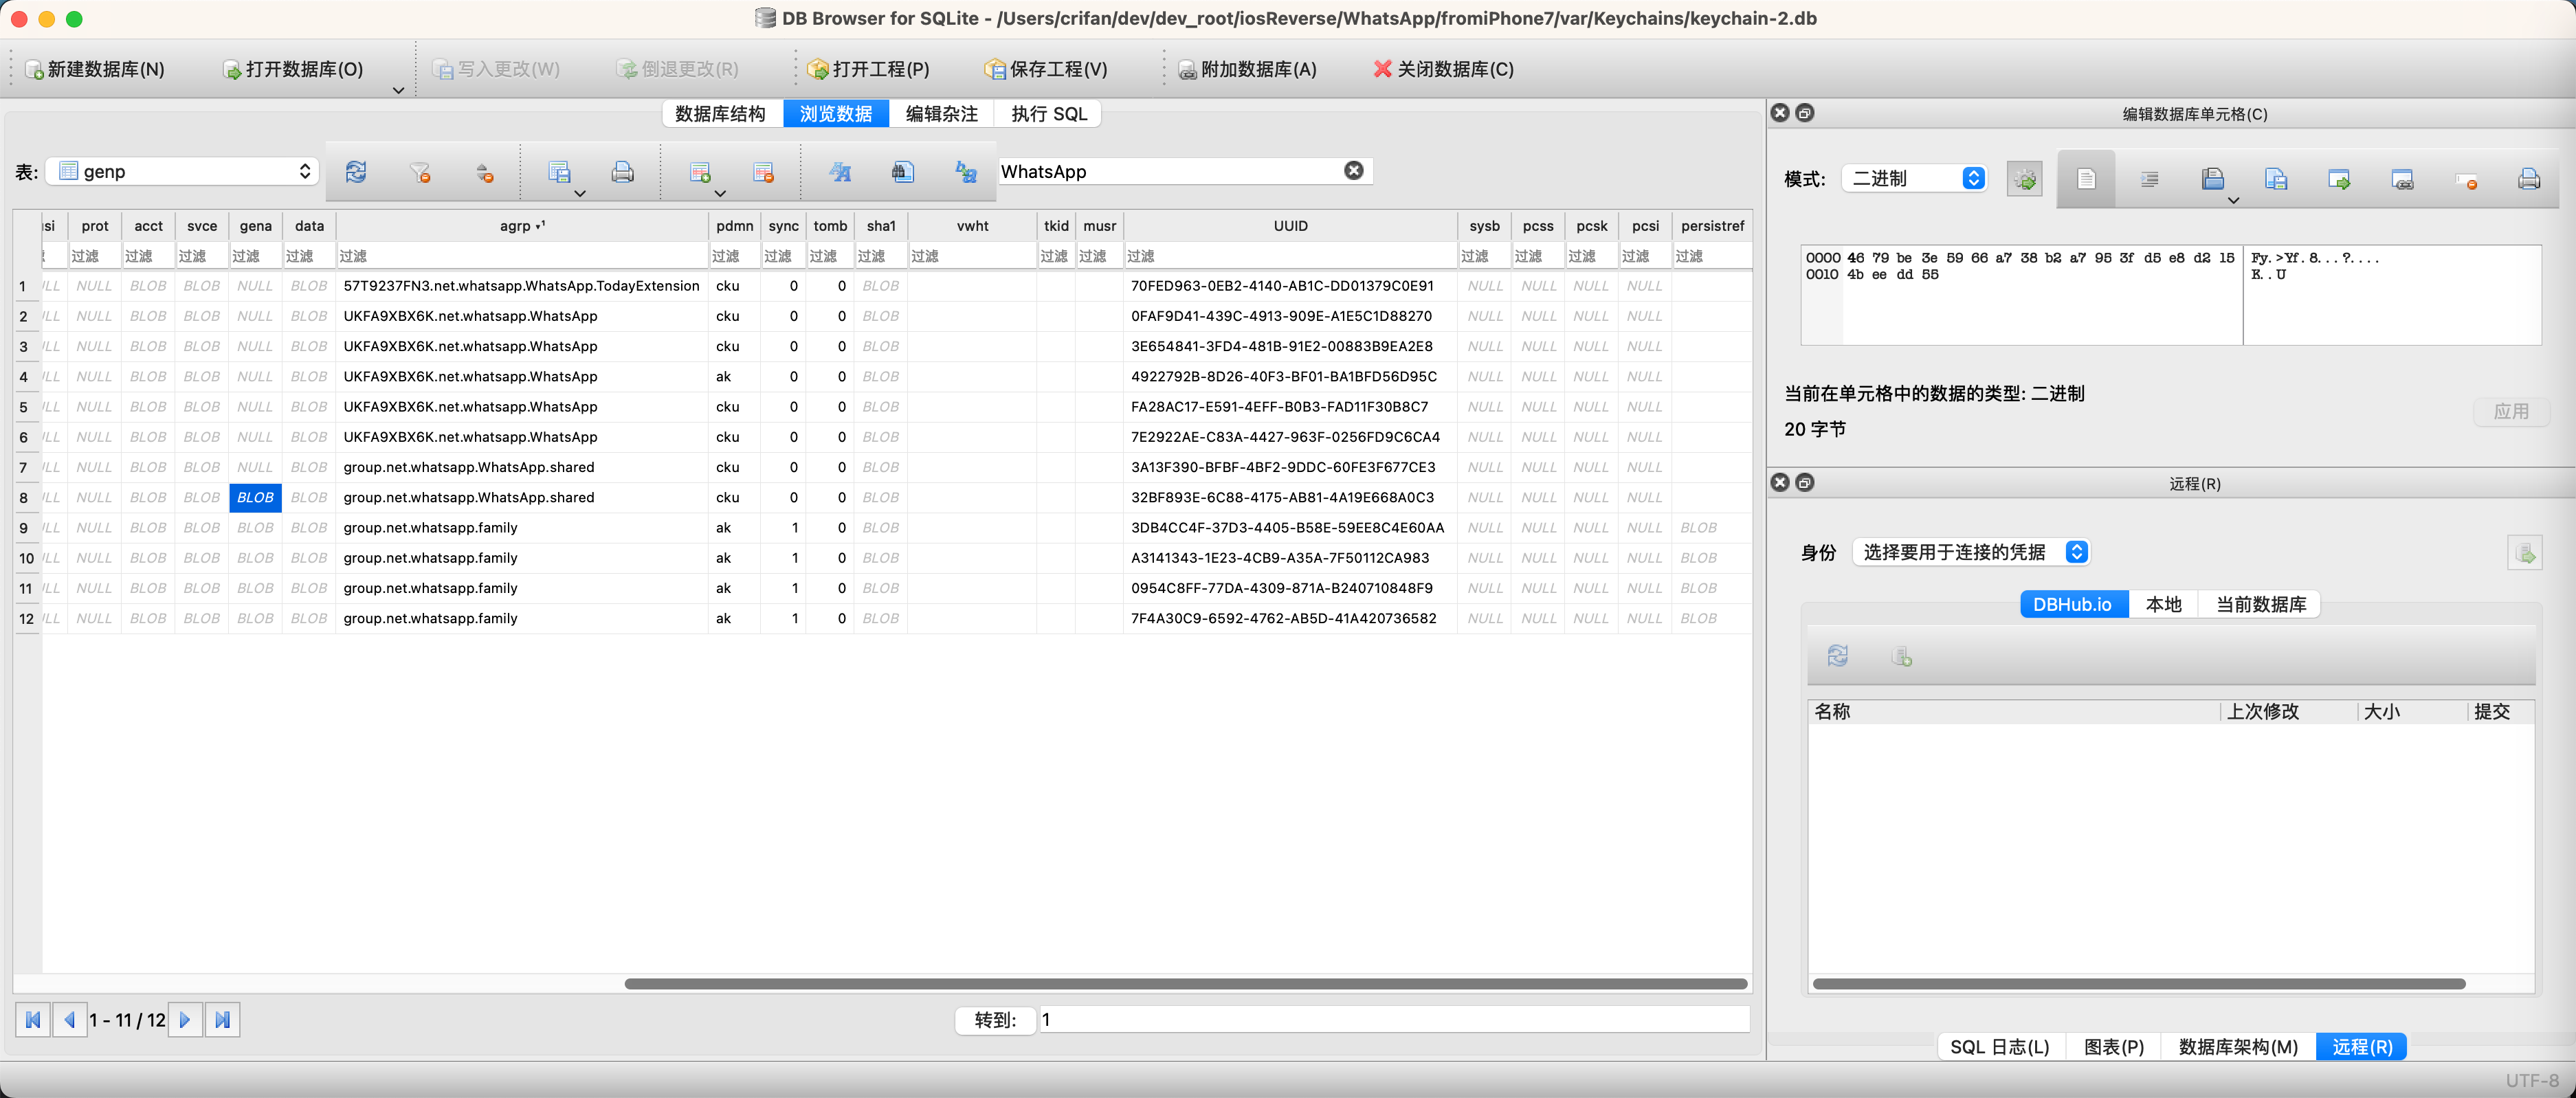 DB Browser for SQLite - /Users/crifan/dev/dev_root/iosReverse/WhatsApp/fromiPhone7/var/Keychains/keychain-2.db
新建数据库(N) 打开数据库(O) 写入更改(W) 倒退更改(R) 打开工程(P) 保存工程(V) 附加数据库(A) 关闭数据库(C)
数据库结构 浏览数据 编辑杂注 执行 SQL
表: genp WhatsApp
prot acct svce gena data agrp 1 pdmn sync tomb sha1 vwht tkid musr UUID sysb pcss pcsk pcsi persistref
过滤 过滤 过滤 过滤 过滤 过滤 过滤 过滤 过滤 过滤 过滤 过滤 过滤 过滤 过滤 过滤 过滤 过滤 过滤
1 NULL BLOB BLOB NULL BLOB 57T9237FN3.net.whatsapp.WhatsApp.TodayExtension cku 0 0 BLOB 70FED963-0EB2-4140-AB1C-DD01379C0E91 NULL NULL NULL NULL
2 NULL BLOB BLOB NULL BLOB UKFA9XBX6K.net.whatsapp.WhatsApp cku 0 0 BLOB 0FAF9D41-439C-4913-909E-A1E5C1D88270 NULL NULL NULL NULL
3 NULL BLOB BLOB NULL BLOB UKFA9XBX6K.net.whatsapp.WhatsApp cku 0 0 BLOB 3E654841-3FD4-481B-91E2-00883B9EA2E8 NULL NULL NULL NULL
4 NULL BLOB BLOB NULL BLOB UKFA9XBX6K.net.whatsapp.WhatsApp ak 0 0 BLOB 4922792B-8D26-40F3-BF01-BA1BFD56D95C NULL NULL NULL NULL
5 NULL BLOB BLOB NULL BLOB UKFA9XBX6K.net.whatsapp.WhatsApp cku 0 0 BLOB FA28AC17-E591-4EFF-B0B3-FAD11F30B8C7 NULL NULL NULL NULL
6 NULL BLOB BLOB NULL BLOB UKFA9XBX6K.net.whatsapp.WhatsApp cku 0 0 BLOB 7E2922AE-C83A-4427-963F-0256FD9C6CA4 NULL NULL NULL NULL
7 NULL BLOB BLOB NULL BLOB group.net.whatsapp.WhatsApp.shared cku 0 0 BLOB 3A13F390-BFBF-4BF2-9DDC-60FE3F677CE3 NULL NULL NULL NULL
8 NULL BLOB BLOB BLOB BLOB group.net.whatsapp.WhatsApp.shared cku 0 0 BLOB 32BF893E-6C88-4175-AB81-4A19E668A0C3 NULL NULL NULL NULL
9 NULL BLOB BLOB BLOB BLOB group.net.whatsapp.family ak 1 0 BLOB 3DB4CC4F-37D3-4405-B58E-59EE8C4E60AA NULL NULL NULL NULL BLOB
10 NULL BLOB BLOB BLOB BLOB group.net.whatsapp.family ak 1 0 BLOB A3141343-1E23-4CB9-A35A-7F50112CA983 NULL NULL NULL NULL BLOB
11 NULL BLOB BLOB BLOB BLOB group.net.whatsapp.family ak 1 0 BLOB 0954C8FF-77DA-4309-871A-B240710848F9 NULL NULL NULL NULL BLOB
12 NULL BLOB BLOB BLOB BLOB group.net.whatsapp.family ak 1 0 BLOB 7F4A30C9-6592-4762-AB5D-41A420736582 NULL NULL NULL NULL BLOB
1 - 11 / 12 转到: 1
编辑数据库单元格(C)
模式: 二进制
0000 46 79 be 3e 59 66 a7 38 b2 a7 95 3f d5 e8 d2 15 Fy.>Yf.8...?....
0010 4b ee dd 55 K..U
当前在单元格中的数据的类型: 二进制
应用
20 字节
远程(R)
身份 选择要用于连接的凭据
DBHub.io 本地 当前数据库
名称 上次修改 大小 提交
SQL 日志(L) 图表(P) 数据库架构(M) 远程(R)
UTF-8